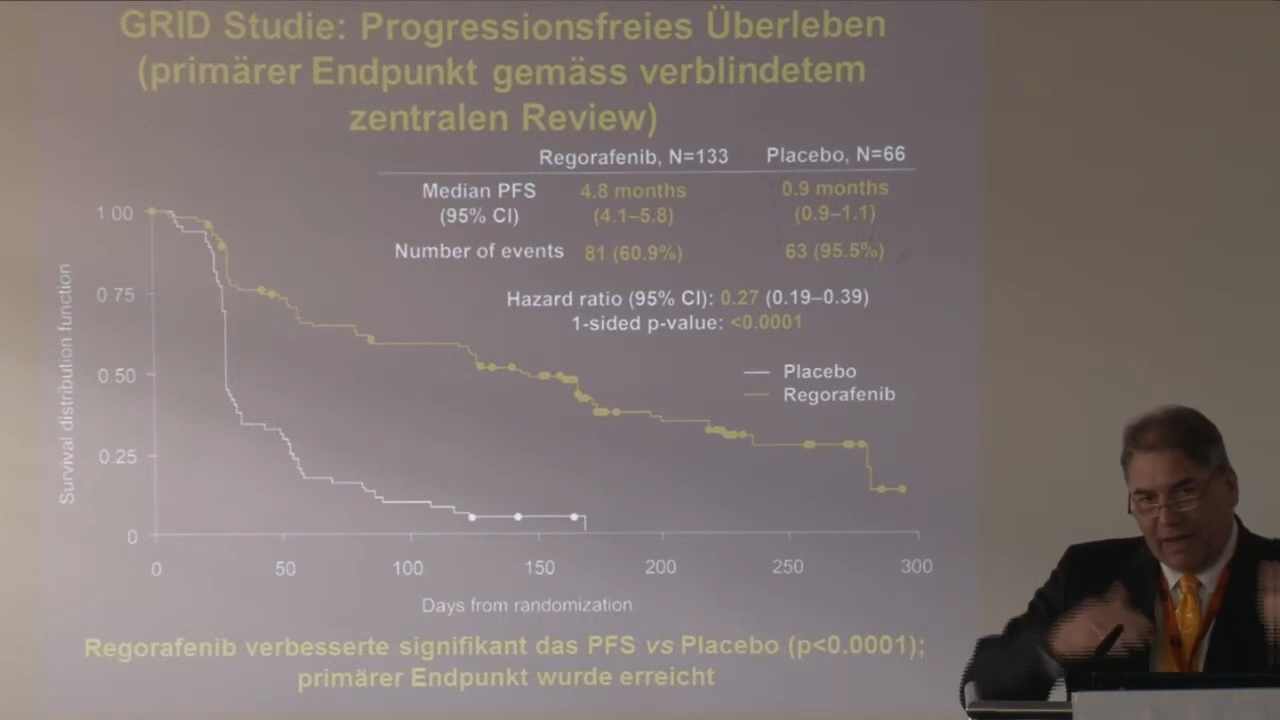 GRID Studie: Progressionsfreies Überleben
(primärer Endpunkt gemäss verblindetem
zentralen Review)
Regorafenib, N=133 Placebo, N=66
Median PFS 4.8 months 0.9 months
(95% CI) (4.1–5.8) (0.9–1.1)
Number of events 81 (60.9%) 63 (95.5%)
Hazard ratio (95% CI): 0.27 (0.19–0.39)
1-sided p-value: <0.0001
Placebo
Regorafenib
Survival distribution function
1.00
0.75
0.50
0.25
0
0 50 100 150 200 250 300
Days from randomization
Regorafenib verbesserte signifikant das PFS vs Placebo (p<0.0001);
primärer Endpunkt wurde erreicht